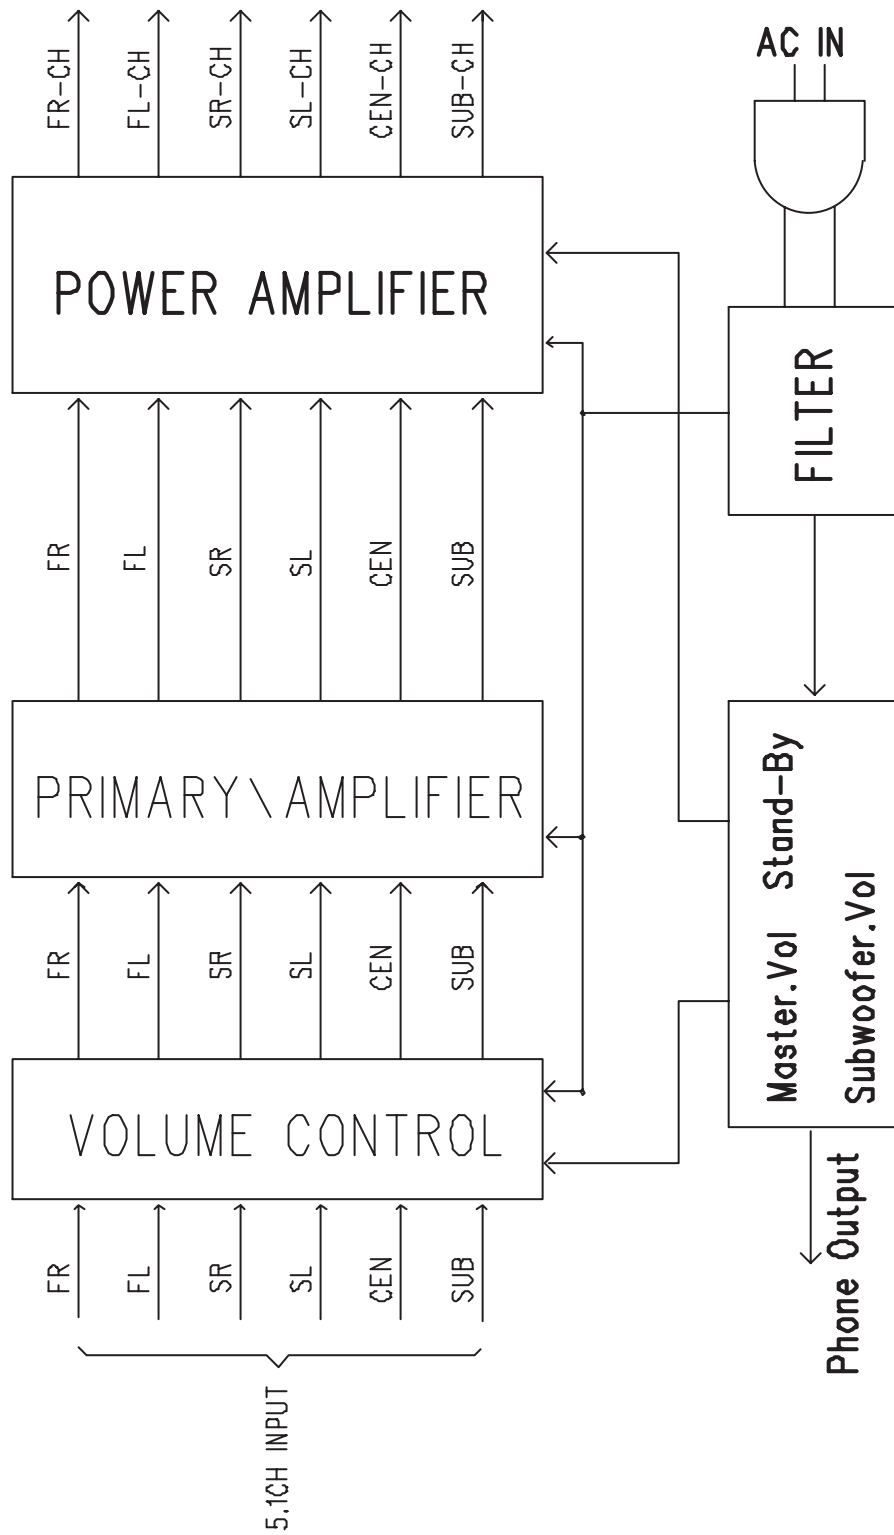 FR-CH
FL-CH
SR-CH
SL-CH
CEN-CH
SUB-CH
AC IN
POWER AMPLIFIER
FILTER
FR
FL
SR
SL
CEN
SUB
PRIMARY\AMPLIFIER
Master.Vol Stand-By
Subwoofer.Vol
FR
FL
SR
SL
CEN
SUB
VOLUME CONTROL
FR
FL
SR
SL
CEN
SUB
Phone Output
5.1CH INPUT